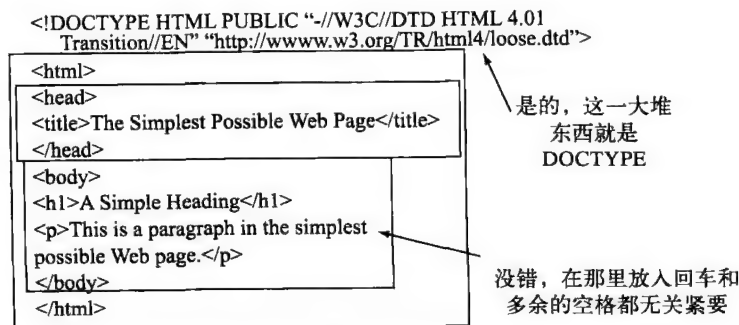 <!DOCTYPE HTML PUBLIC “-//W3C//DTD HTML 4.01
Transition//EN” “http://wwww.w3.org/TR/html4/loose.dtd”>
<html>
<head>
<title>The Simplest Possible Web Page</title>
</head>
<body>
<h1>A Simple Heading</h1>
<p>This is a paragraph in the simplest
possible Web page.</p>
</body>
</html>
是的，这一大堆
东西就是
DOCTYPE
没错，在那里放入回车和
多余的空格都无关紧要